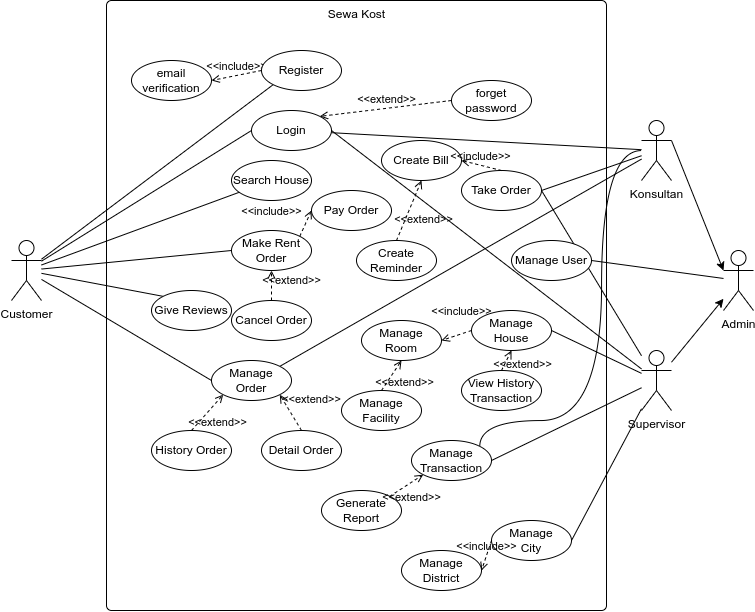 Sewa Kost
email
verification
<<include>>
Register
Login
<<extend>>
forget
password
Create Bill
<<include>>
Take Order
Search House
<<include>>
Pay Order
Make Rent
Order
<<extend>>
Create
Reminder
<<extend>>
Manage User
Give Reviews
Cancel Order
Customer
Konsultan
Admin
Supervisor
Manage
Room
<<include>>
Manage
House
<<extend>>
View History
Transaction
<<extend>>
Manage
Facility
Manage
Order
<<extend>>
<<extend>>
History Order
Detail Order
Manage
Transaction
Generate
Report
<<extend>>
Manage
City
<<include>>
Manage
District